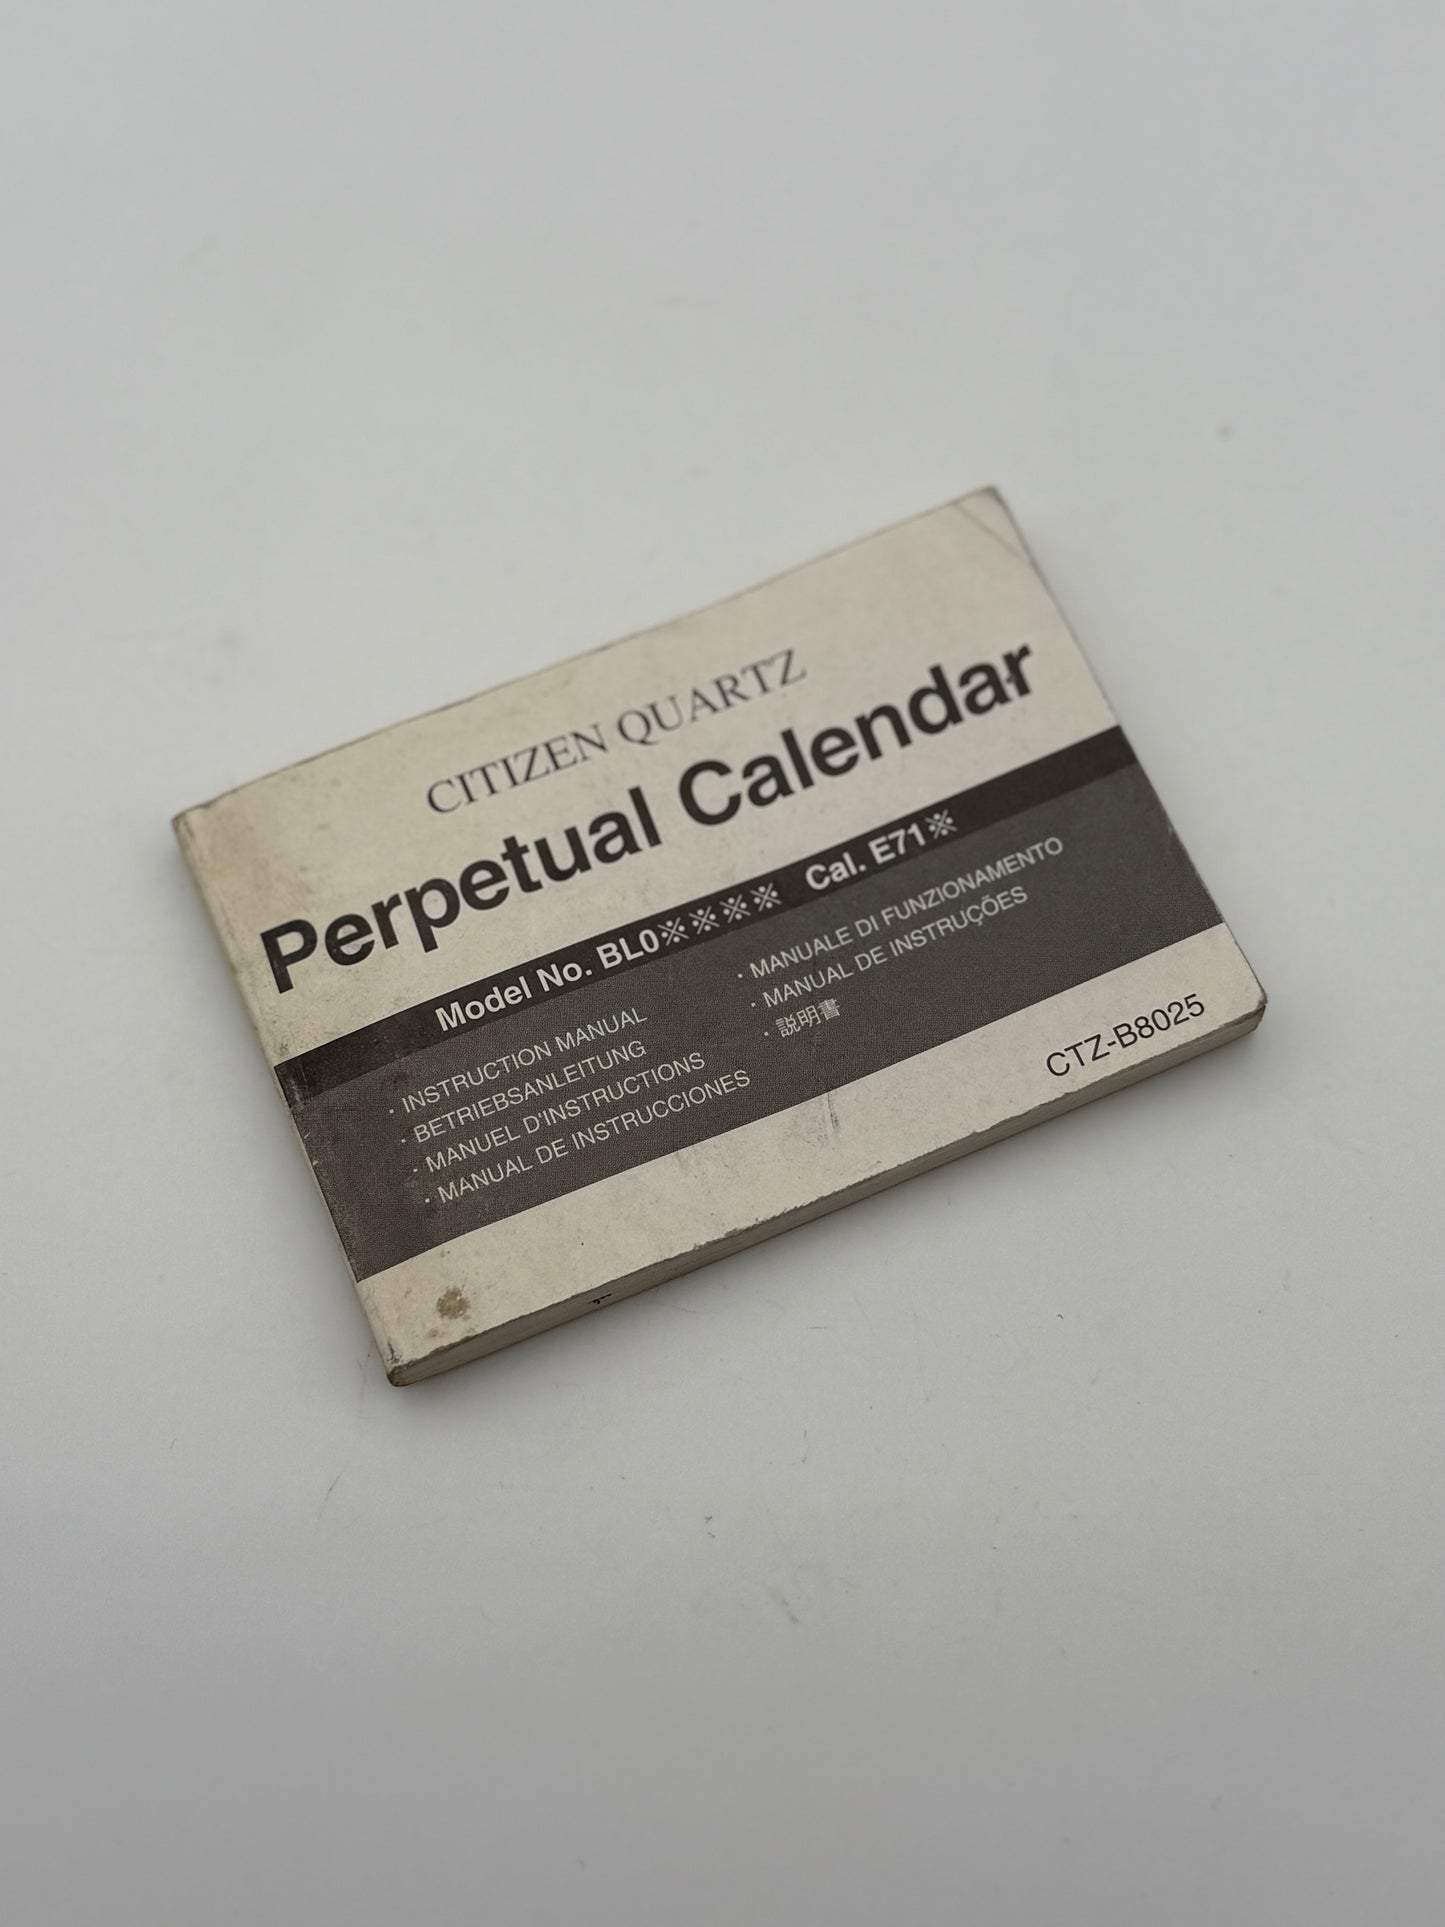 CITIZEN QUARTZ
Perpetual Calendar
Model No. BL0※※※※ Cal. E71※
· INSTRUCTION MANUAL
· BETRIEBSANLEITUNG
· MANUEL D'INSTRUCTIONS
· MANUAL DE INSTRUCCIONES
· MANUALE DI FUNZIONAMENTO
· MANUAL DE INSTRUÇÕES
· 説明書
CTZ-B8025